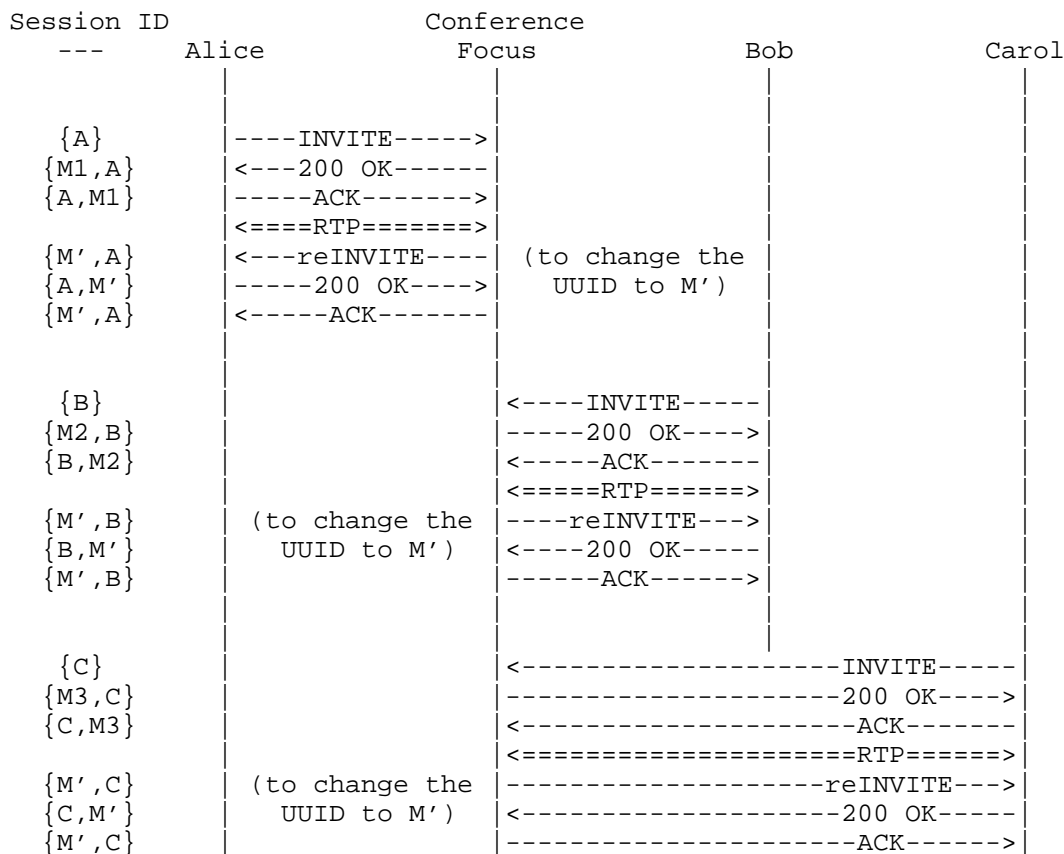 Session ID Conference
--- Alice Focus Bob Carol
{A} |----INVITE----->|
{M1,A} |<---200 OK------|
{A,M1} |-----ACK------->|
|<====RTP=======>|
{M',A} |<---reINVITE----| (to change the
{A,M'} |-----200 OK---->| UUID to M')
{M',A} |<-----ACK-------|
{B} |<----INVITE-----|
{M2,B} |-----200 OK---->|
{B,M2} |<-----ACK-------|
|<=====RTP======>|
{M',B} | (to change the |----reINVITE--->|
{B,M'} | UUID to M') |<----200 OK-----|
{M',B} |------ACK------>|
{C} |<--------------------INVITE-----|
{M3,C} |---------------------200 OK---->|
{C,M3} |<---------------------ACK-------|
|<=====================RTP======>|
{M',C} | (to change the |--------------------reINVITE--->|
{C,M'} | UUID to M') |<--------------------200 OK-----|
{M',C} |----------------------ACK------>|